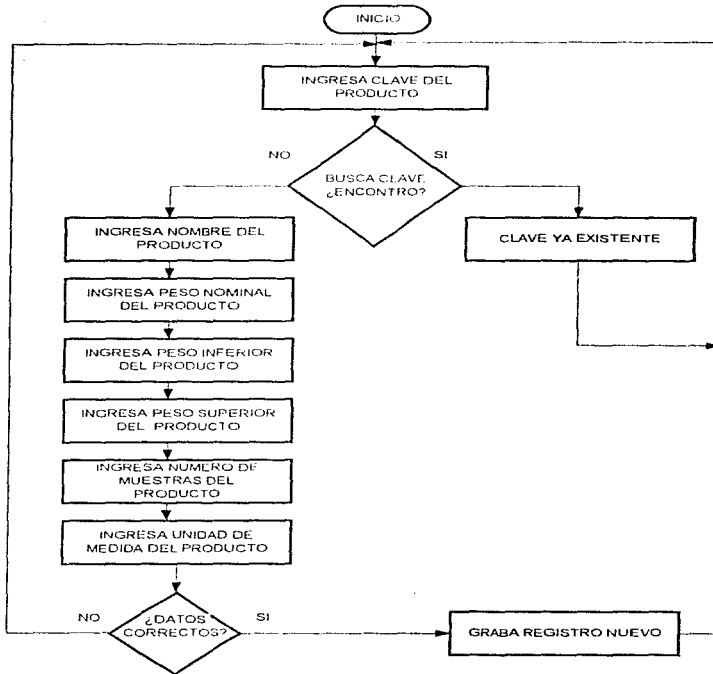 INICIO
INGRESA CLAVE DEL
PRODUCTO
NO
SI
BUSCA CLAVE
¿ENCONTRO?
INGRESA NOMBRE DEL
PRODUCTO
CLAVE YA EXISTENTE
INGRESA PESO NOMINAL
DEL PRODUCTO
INGRESA PESO INFERIOR
DEL PRODUCTO
INGRESA PESO SUPERIOR
DEL PRODUCTO
INGRESA NUMERO DE
MUESTRAS DEL
PRODUCTO
INGRESA UNIDAD DE
MEDIDA DEL PRODUCTO
NO
¿DATOS
CORRECTOS?
SI
GRABA REGISTRO NUEVO